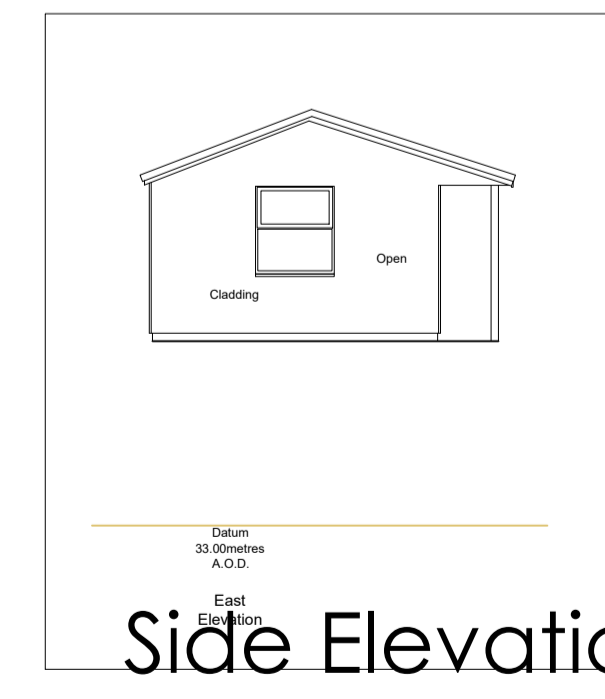 Open
Cladding
Datum
33.00metres
A.O.D.
East
Elevation
Side Elevatio